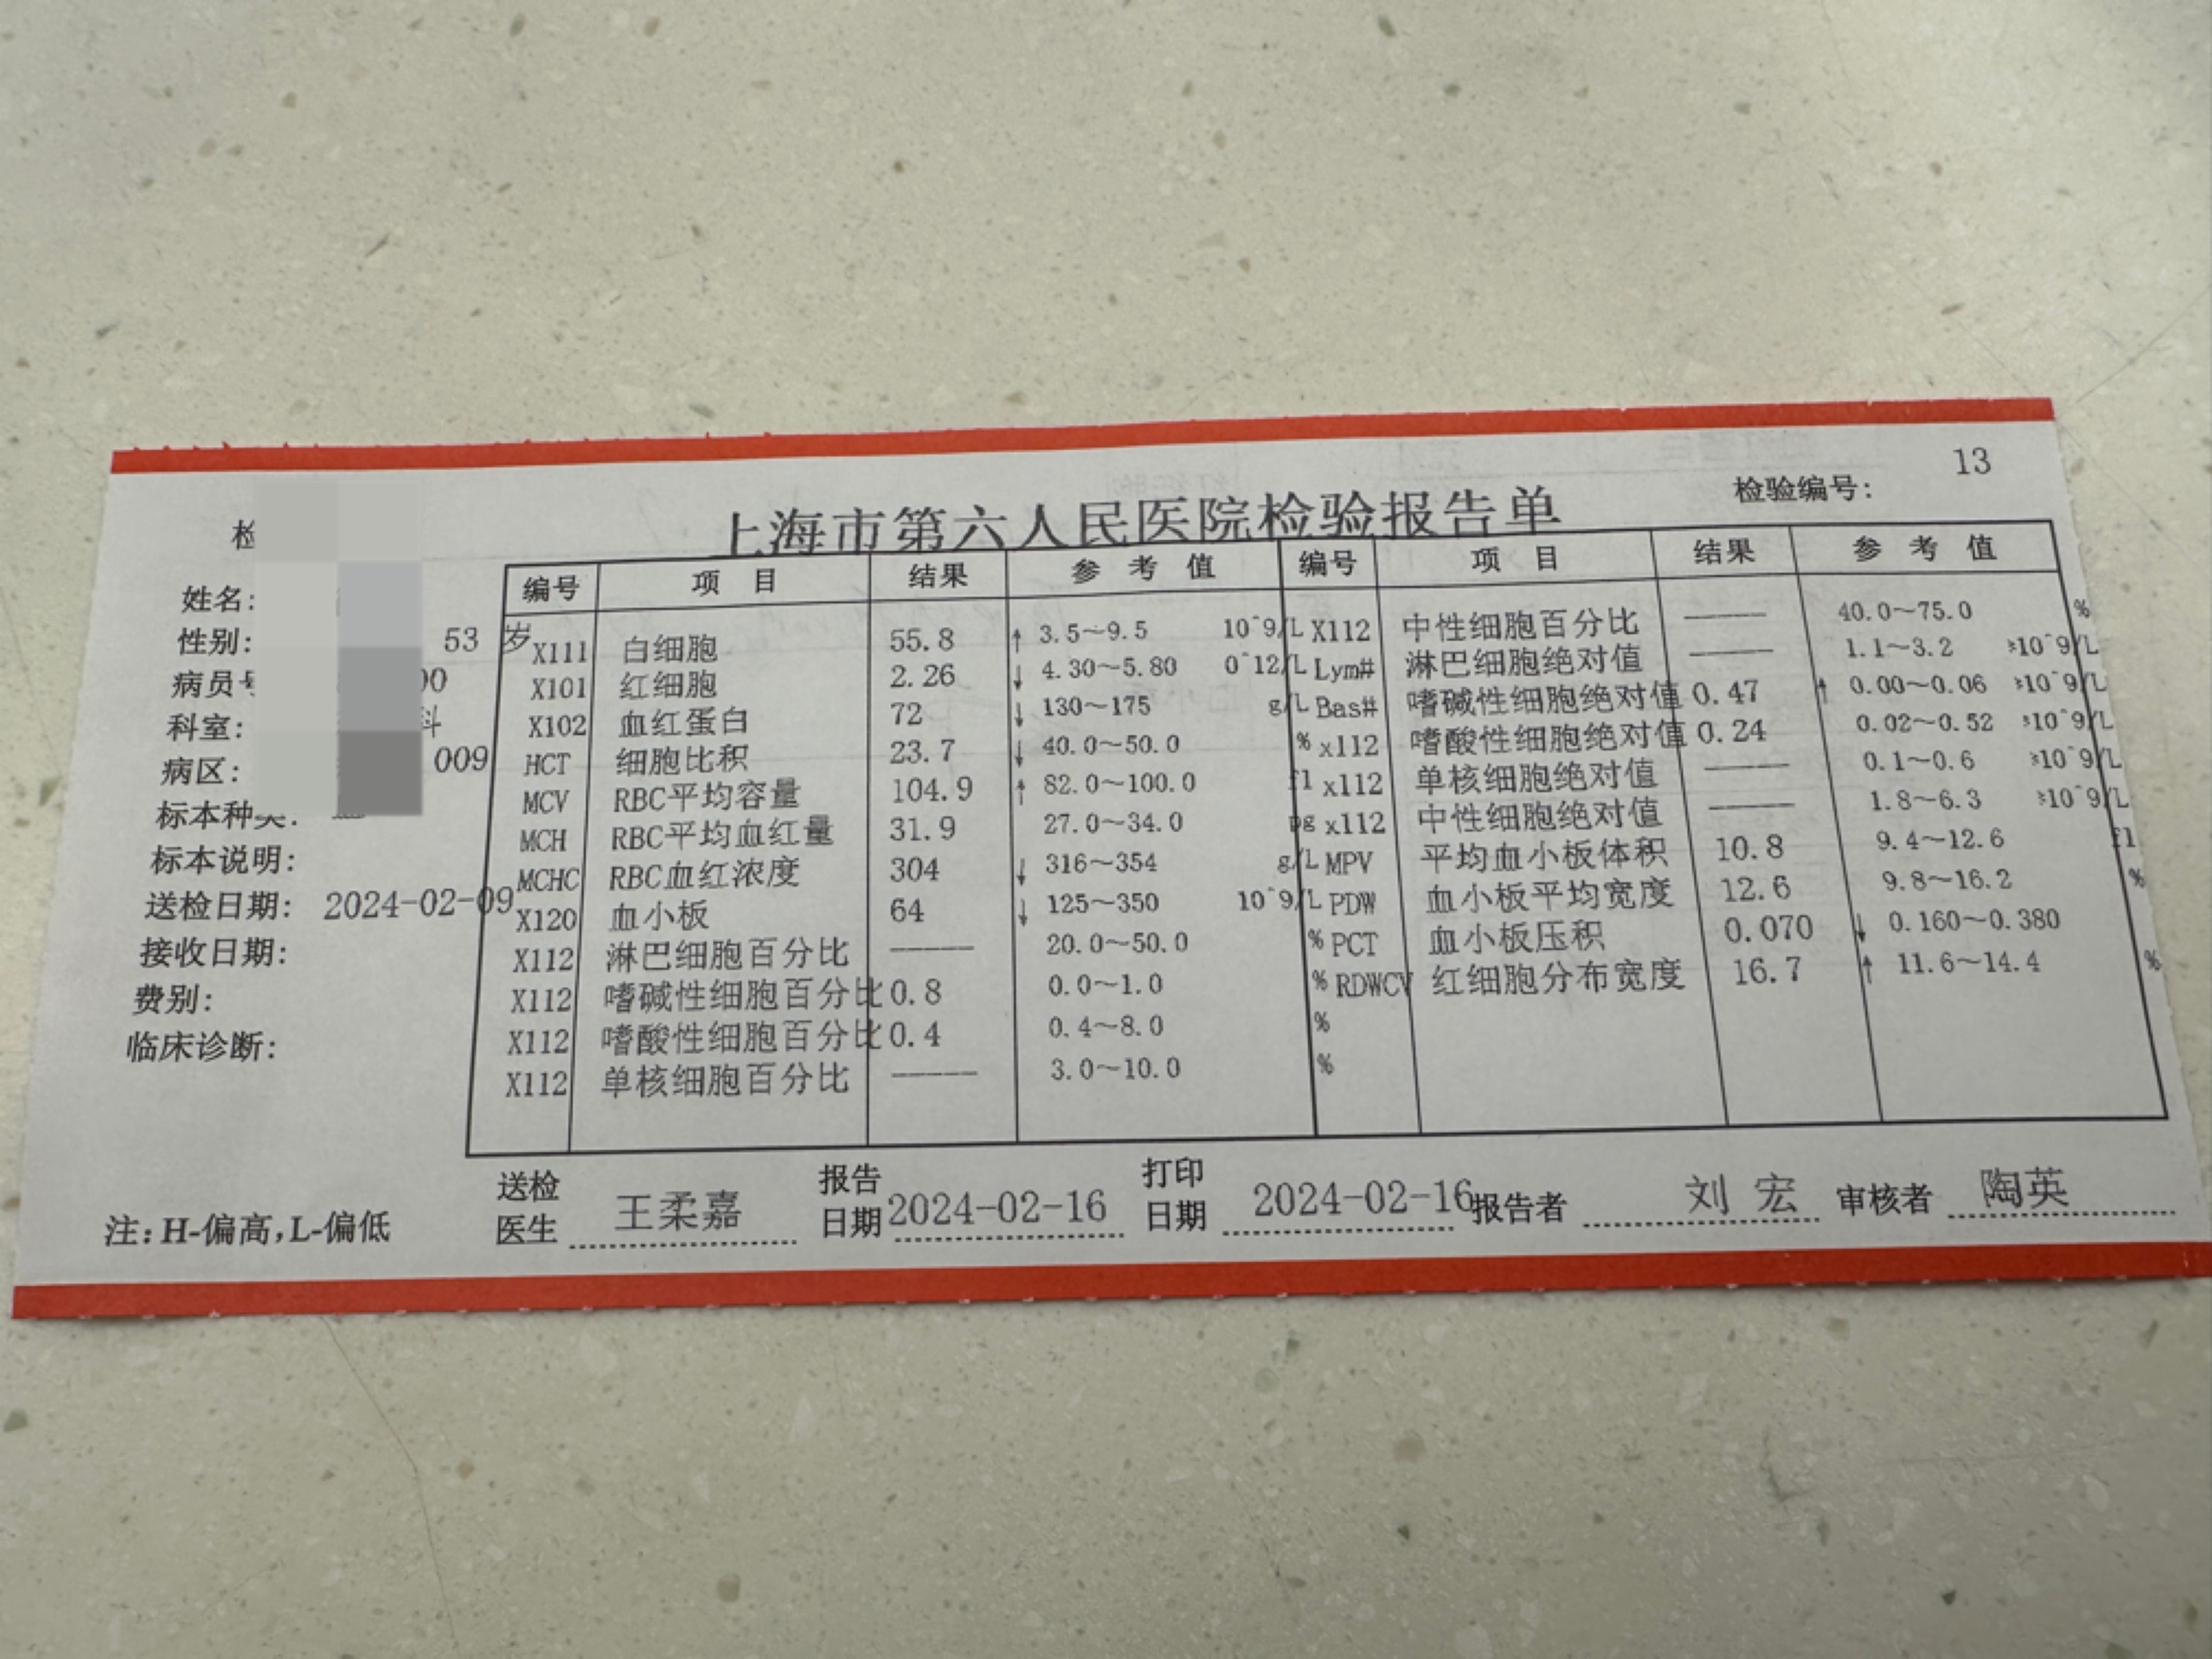 13
检验编号:
上海市第六人民医院检验报告单
检
姓名:
性别: 53 岁
病员号 00
科室: 科
病区: 009
标本种类:
标本说明:
送检日期: 2024-02-09
接收日期:
费别:
临床诊断:
编号 项 目 结果 参 考 值 编号 项 目 结果 参 考 值
X111 白细胞 55.8 ↑ 3.5~9.5 10^9/L X112 中性细胞百分比 ———— 40.0~75.0 %
X101 红细胞 2.26 ↓ 4.30~5.80 0^12/L Lym# 淋巴细胞绝对值 ———— 1.1~3.2 *10^9/L
X102 血红蛋白 72 ↓ 130~175 g/L Bas# 嗜碱性细胞绝对值 0.47 ↑ 0.00~0.06 *10^9/L
HCT 细胞比积 23.7 ↓ 40.0~50.0 % x112 嗜酸性细胞绝对值 0.24 0.02~0.52 *10^9/L
MCV RBC平均容量 104.9 ↑ 82.0~100.0 fl x112 单核细胞绝对值 ———— 0.1~0.6 *10^9/L
MCH RBC平均血红量 31.9 27.0~34.0 pg x112 中性细胞绝对值 ———— 1.8~6.3 *10^9/L
MCHC RBC血红浓度 304 ↓ 316~354 g/L MPV 平均血小板体积 10.8 9.4~12.6 fl
X120 血小板 64 ↓ 125~350 10^9/L PDW 血小板平均宽度 12.6 9.8~16.2 %
X112 淋巴细胞百分比 ———— 20.0~50.0 % PCT 血小板压积 0.070 ↓ 0.160~0.380
X112 嗜碱性细胞百分比 0.8 0.0~1.0 % RDWCV 红细胞分布宽度 16.7 ↑ 11.6~14.4 %
X112 嗜酸性细胞百分比 0.4 0.4~8.0 %
X112 单核细胞百分比 ———— 3.0~10.0 %
注:H-偏高,L-偏低 送检医生 王柔嘉 报告日期 2024-02-16 打印日期 2024-02-16 报告者 刘 宏 审核者 陶英